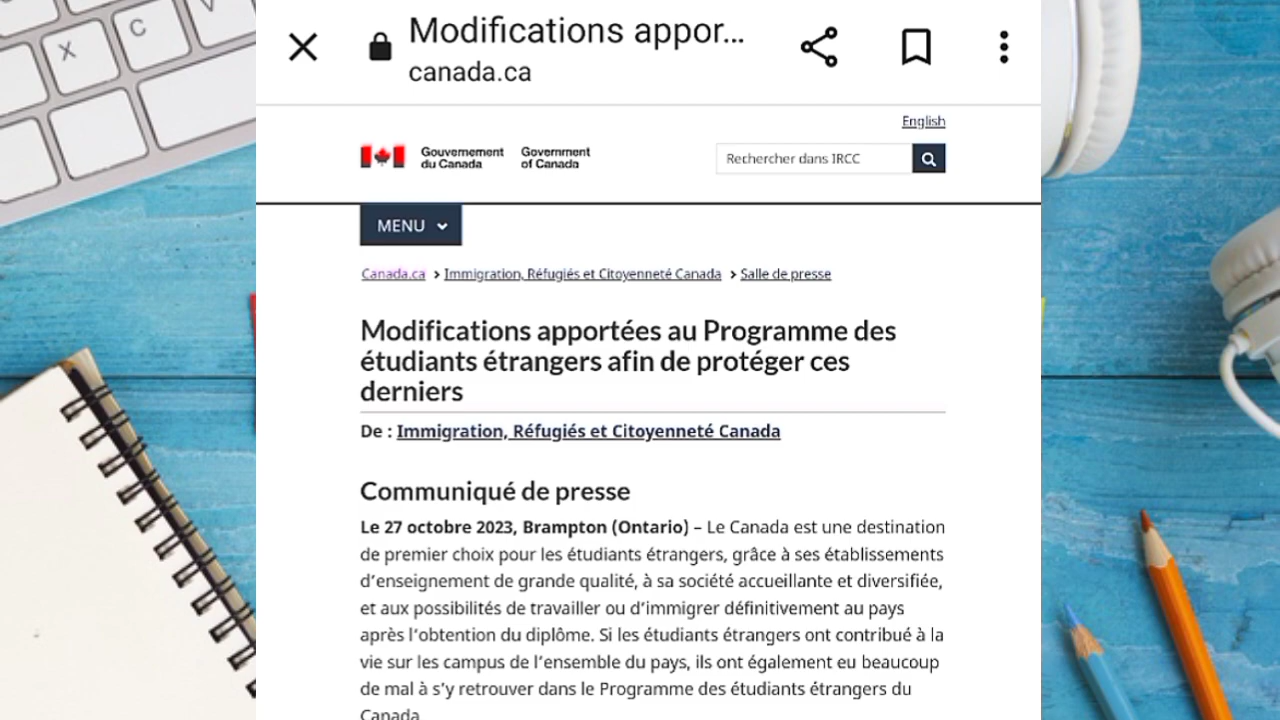 X
C
V
Modifications appor...
canada.ca
English
Gouvernement du Canada
Government of Canada
Rechercher dans IRCC
MENU
Canada.ca > Immigration, Réfugiés et Citoyenneté Canada > Salle de presse
Modifications apportées au Programme des
étudiants étrangers afin de protéger ces
derniers
De : Immigration, Réfugiés et Citoyenneté Canada
Communiqué de presse
Le 27 octobre 2023, Brampton (Ontario) – Le Canada est une destination
de premier choix pour les étudiants étrangers, grâce à ses établissements
d’enseignement de grande qualité, à sa société accueillante et diversifiée,
et aux possibilités de travailler ou d’immigrer définitivement au pays
après l’obtention du diplôme. Si les étudiants étrangers ont contribué à la
vie sur les campus de l’ensemble du pays, ils ont également eu beaucoup
de mal à s’y retrouver dans le Programme des étudiants étrangers du
Canada